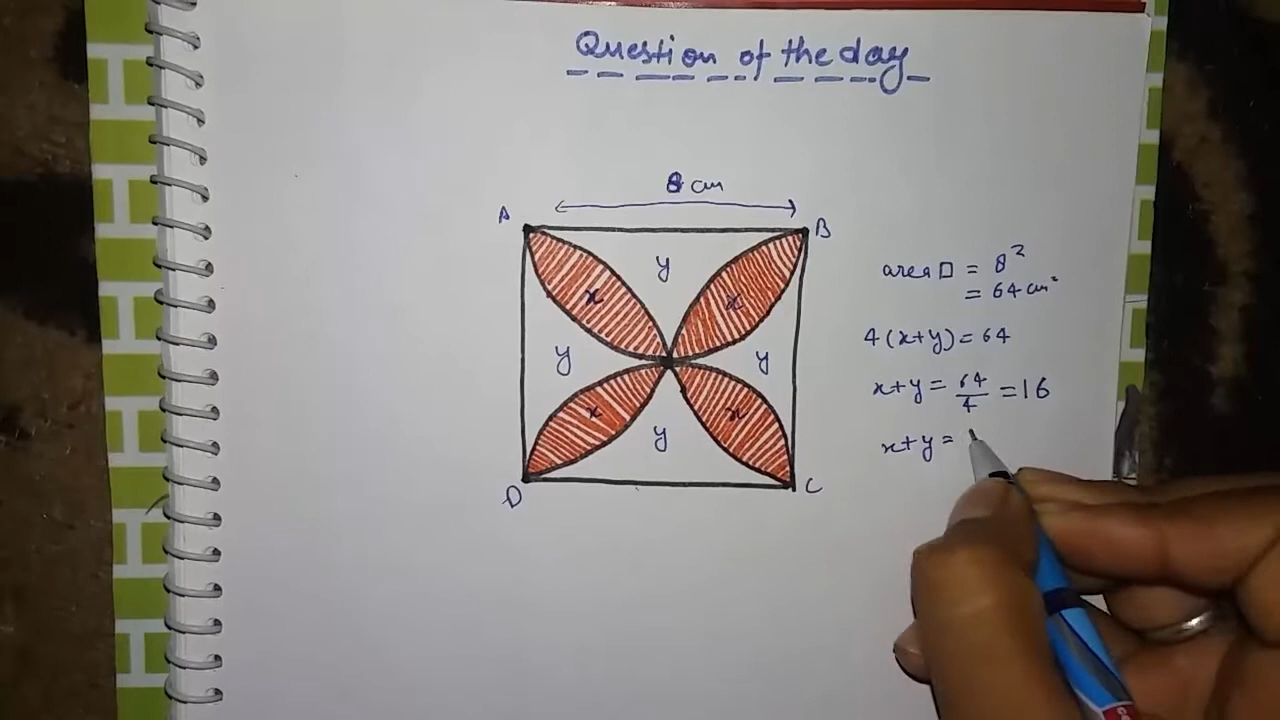 Question of the day
8 cm
A
B
y
x
x
area □ = 8²
= 64 cm²
4(x+y) = 64
y
y
x+y = 64/4 = 16
x
x
y
x+y =
D
C